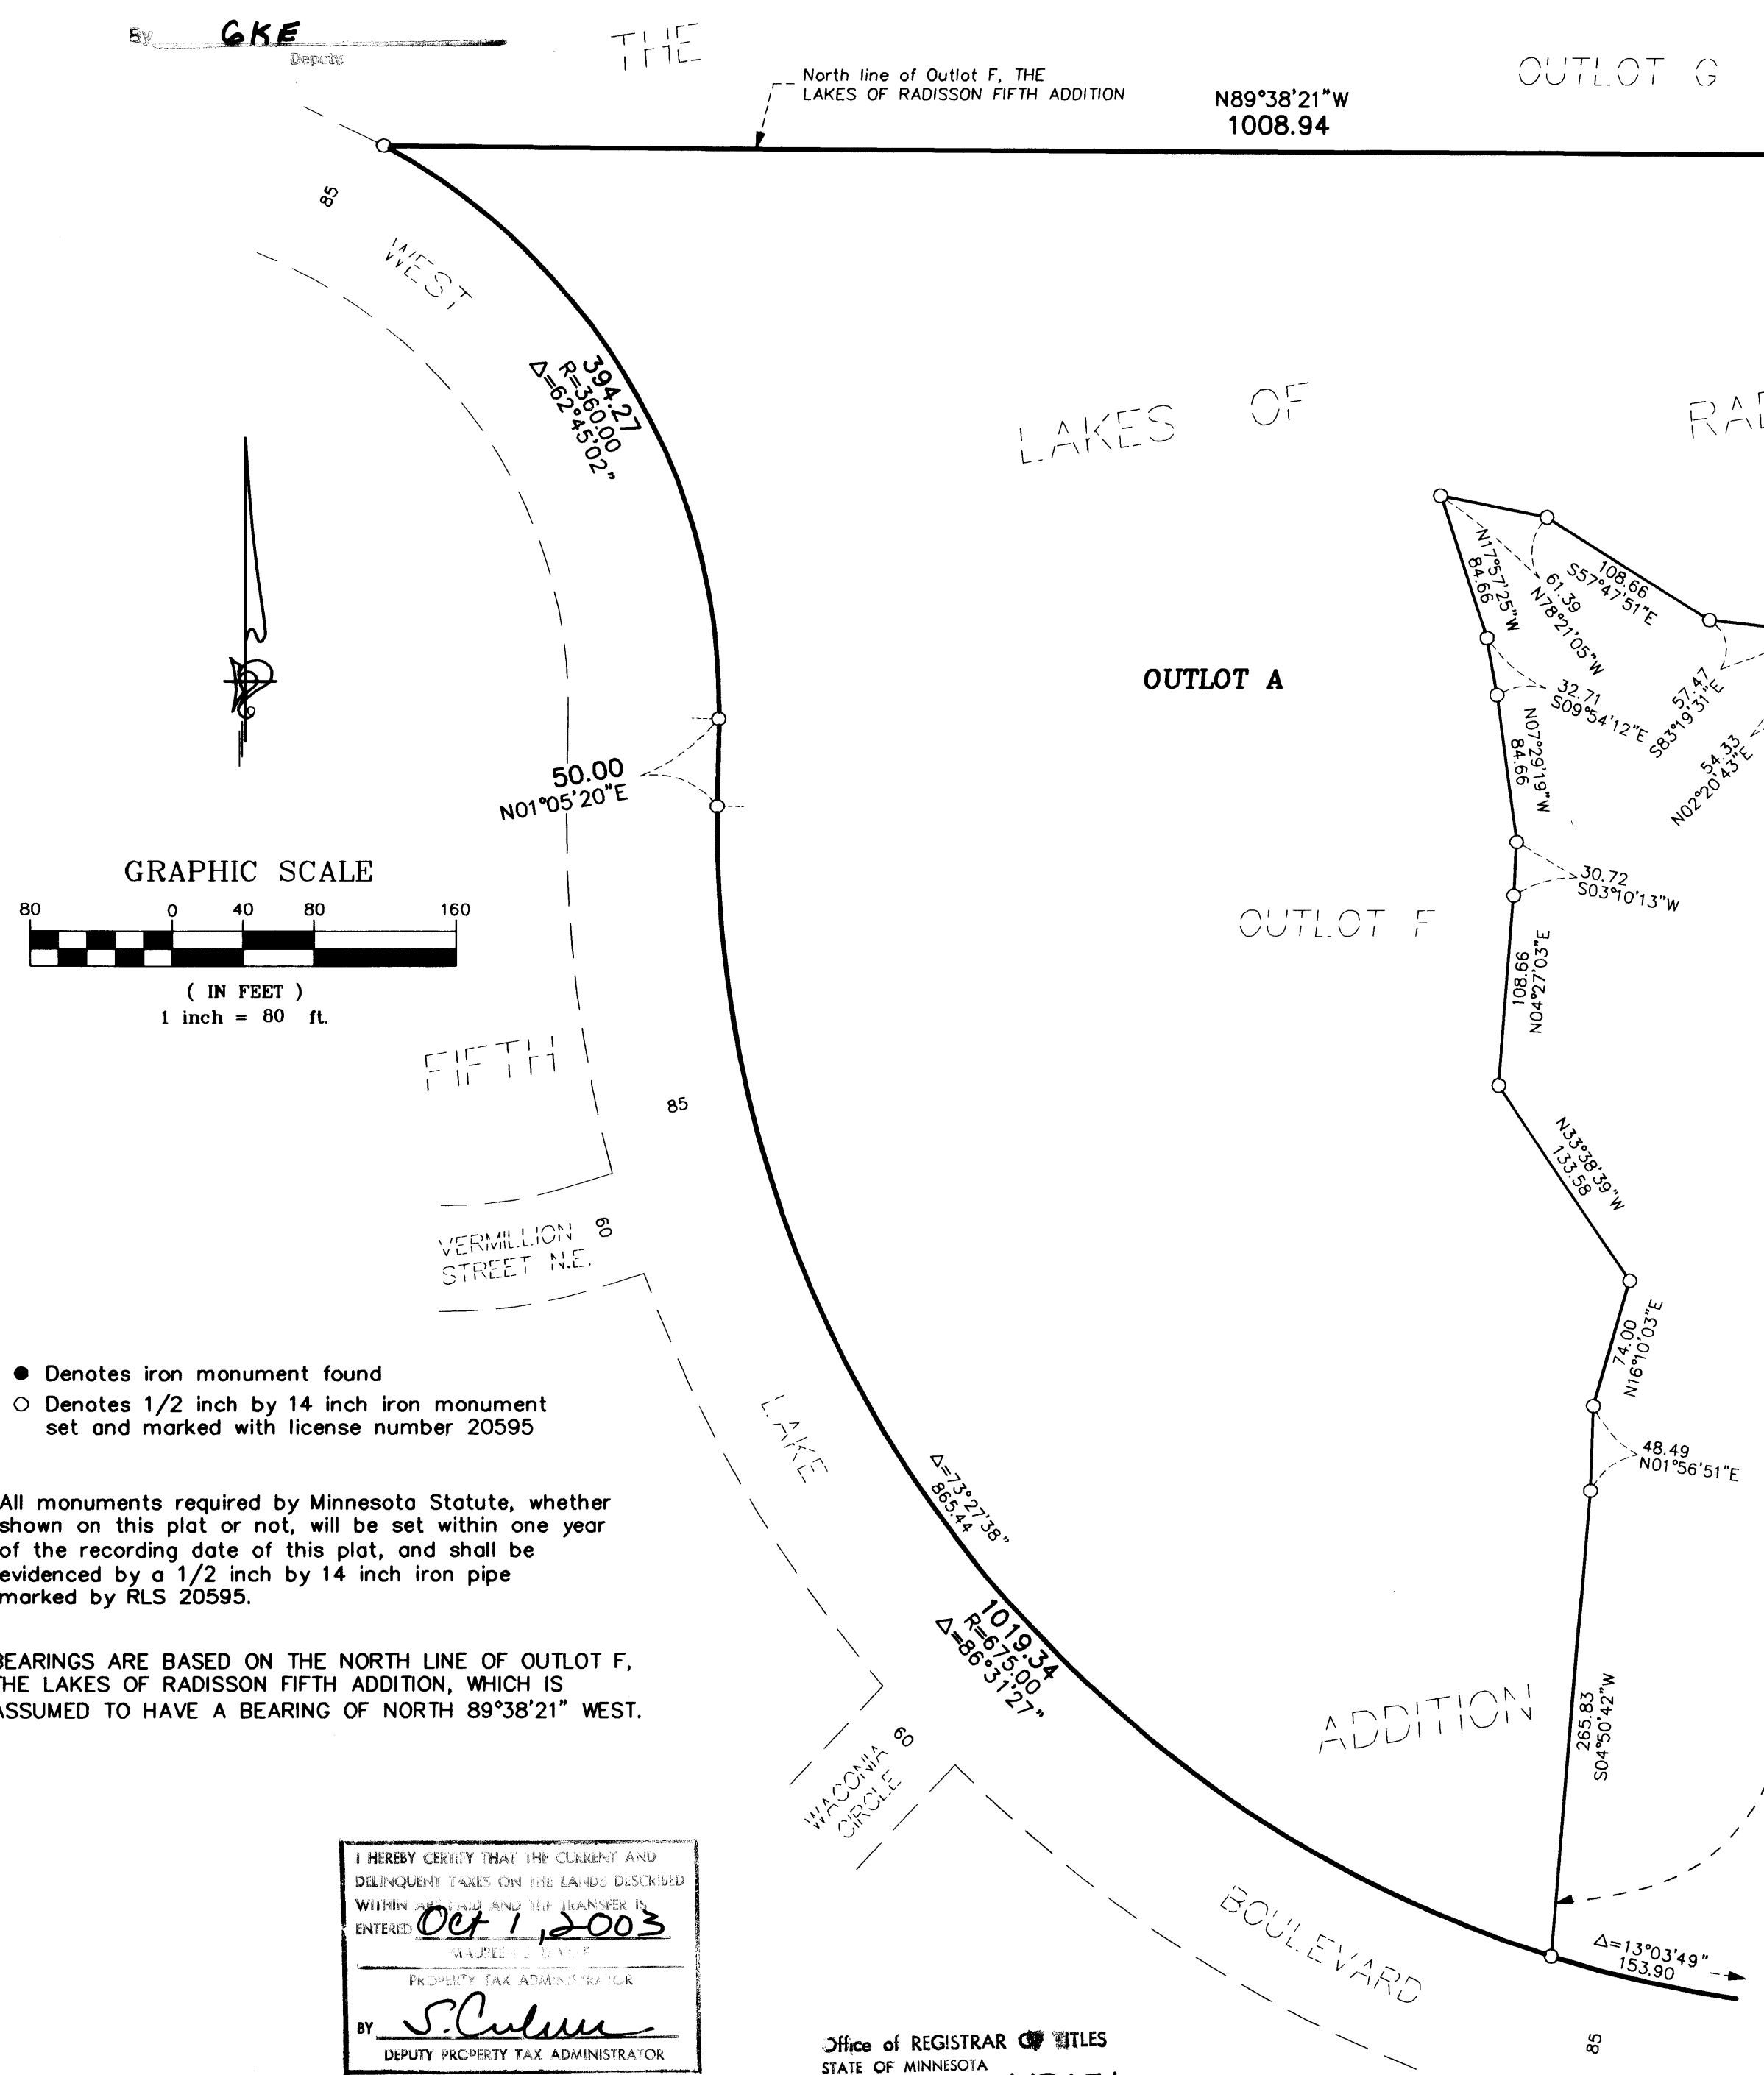 By GKE
Deputy
THE
North line of Outlot F, THE
LAKES OF RADISSON FIFTH ADDITION
N89°38'21"W
1008.94
OUTLOT G
85
WEST
394.27
R=360.00
Δ=62°45'02"
LAKES OF
N17°57'25"W
84.66
61.39
N78°21'05"W
108.66
S57°47'51"E
OUTLOT A
32.71
S09°54'12"E
57.47
S83°19'31"E
54.33
N02°20'43"E
N07°29'19"W
84.66
50.00
N01°05'20"E
GRAPHIC SCALE
80 0 40 80 160
( IN FEET )
1 inch = 80 ft.
30.72
S03°10'13"W
OUTLOT F
108.66
N04°27'03"E
FIFTH
85
N33°38'39"W
133.58
VERMILLION
STREET N.E.
60
74.00
N16°10'03"E
● Denotes iron monument found
○ Denotes 1/2 inch by 14 inch iron monument
set and marked with license number 20595
LAKE
48.49
N01°56'51"E
Δ=73°27'38"
865.44
All monuments required by Minnesota Statute, whether
shown on this plat or not, will be set within one year
of the recording date of this plat, and shall be
evidenced by a 1/2 inch by 14 inch iron pipe
marked by RLS 20595.
1019.34
R=675.00
Δ=86°31'27"
BEARINGS ARE BASED ON THE NORTH LINE OF OUTLOT F,
THE LAKES OF RADISSON FIFTH ADDITION, WHICH IS
ASSUMED TO HAVE A BEARING OF NORTH 89°38'21" WEST.
265.83
S04°50'42"W
ADDITION
WACONIA
CIRCLE
60
I HEREBY CERTIFY THAT THE CURRENT AND
DELINQUENT TAXES ON THE LANDS DESCRIBED
WITHIN ARE PAID AND THE TRANSFER IS
ENTERED Oct 1, 2003
PROPERTY TAX ADMINISTRATOR
BY S. Culver
DEPUTY PROPERTY TAX ADMINISTRATOR
BOULEVARD
Δ=13°03'49"
153.90
85
Office of REGISTRAR OF TITLES
STATE OF MINNESOTA